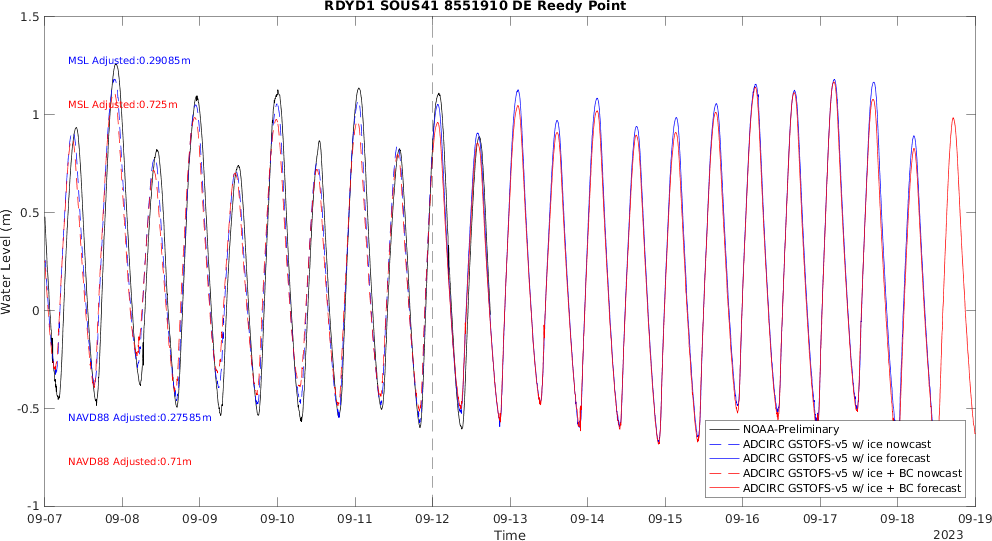 RDYD1 SOUS41 8551910 DE Reedy Point
Water Level (m)
1.5
1
0.5
0
-0.5
-1
MSL Adjusted:0.29085m
MSL Adjusted:0.725m
NAVD88 Adjusted:0.27585m
NAVD88 Adjusted:0.71m
NOAA-Preliminary
ADCIRC GSTOFS-v5 w/ ice nowcast
ADCIRC GSTOFS-v5 w/ ice forecast
ADCIRC GSTOFS-v5 w/ ice + BC nowcast
ADCIRC GSTOFS-v5 w/ ice + BC forecast
09-07 09-08 09-09 09-10 09-11 09-12 09-13 09-14 09-15 09-16 09-17 09-18 09-19
Time
2023